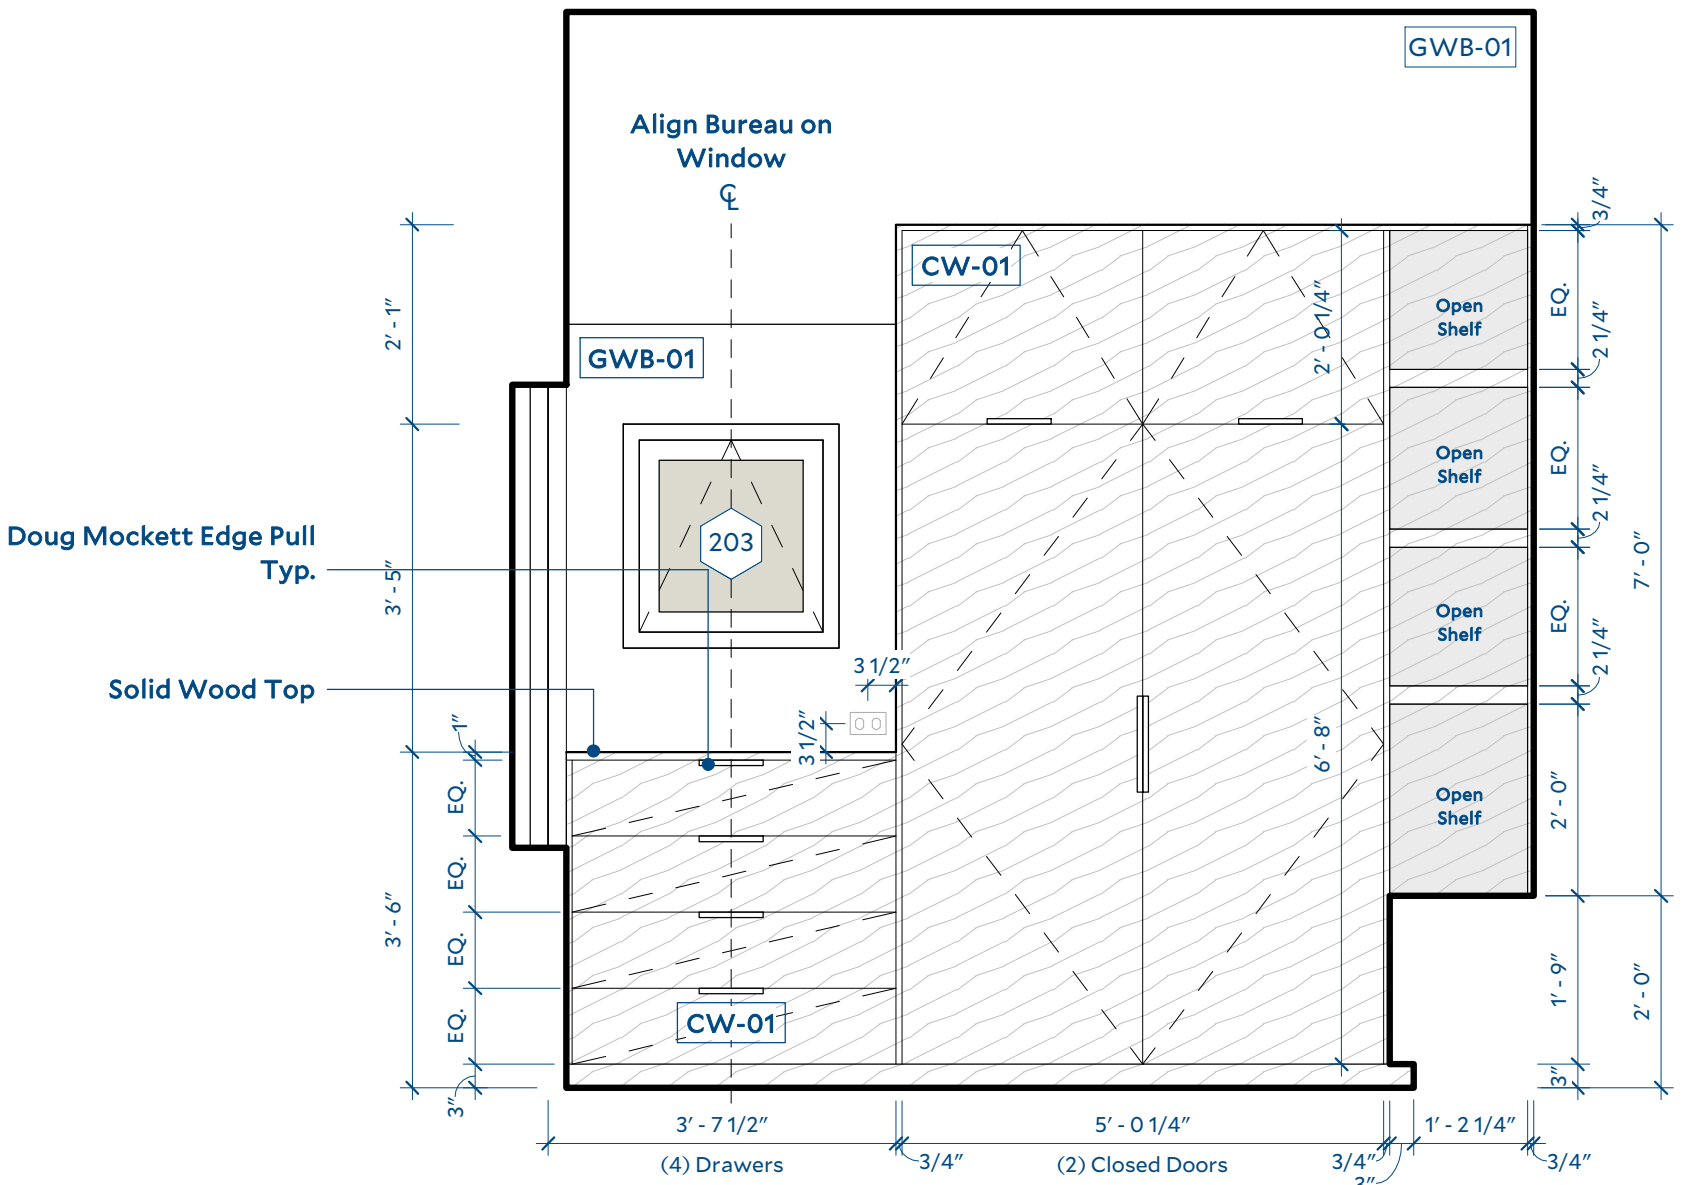 GWB-01
Align Bureau on
Window
℄
3/4"
CW-01
2' - 1"
2' - 0 1/4"
EQ.
Open
Shelf
2 1/4"
GWB-01
Open
Shelf
EQ.
2 1/4"
Doug Mockett Edge Pull
Typ.
203
3' - 5"
7' - 0"
Open
Shelf
EQ.
2 1/4"
Solid Wood Top
3 1/2"
3 1/2"
1"
6' - 8"
EQ.
Open
Shelf
2' - 0"
EQ.
3' - 6"
EQ.
EQ.
CW-01
1' - 9"
2' - 0"
3"
3"
3' - 7 1/2"
5' - 0 1/4"
1' - 2 1/4"
(4) Drawers
3/4"
(2) Closed Doors
3/4"
3"
3/4"